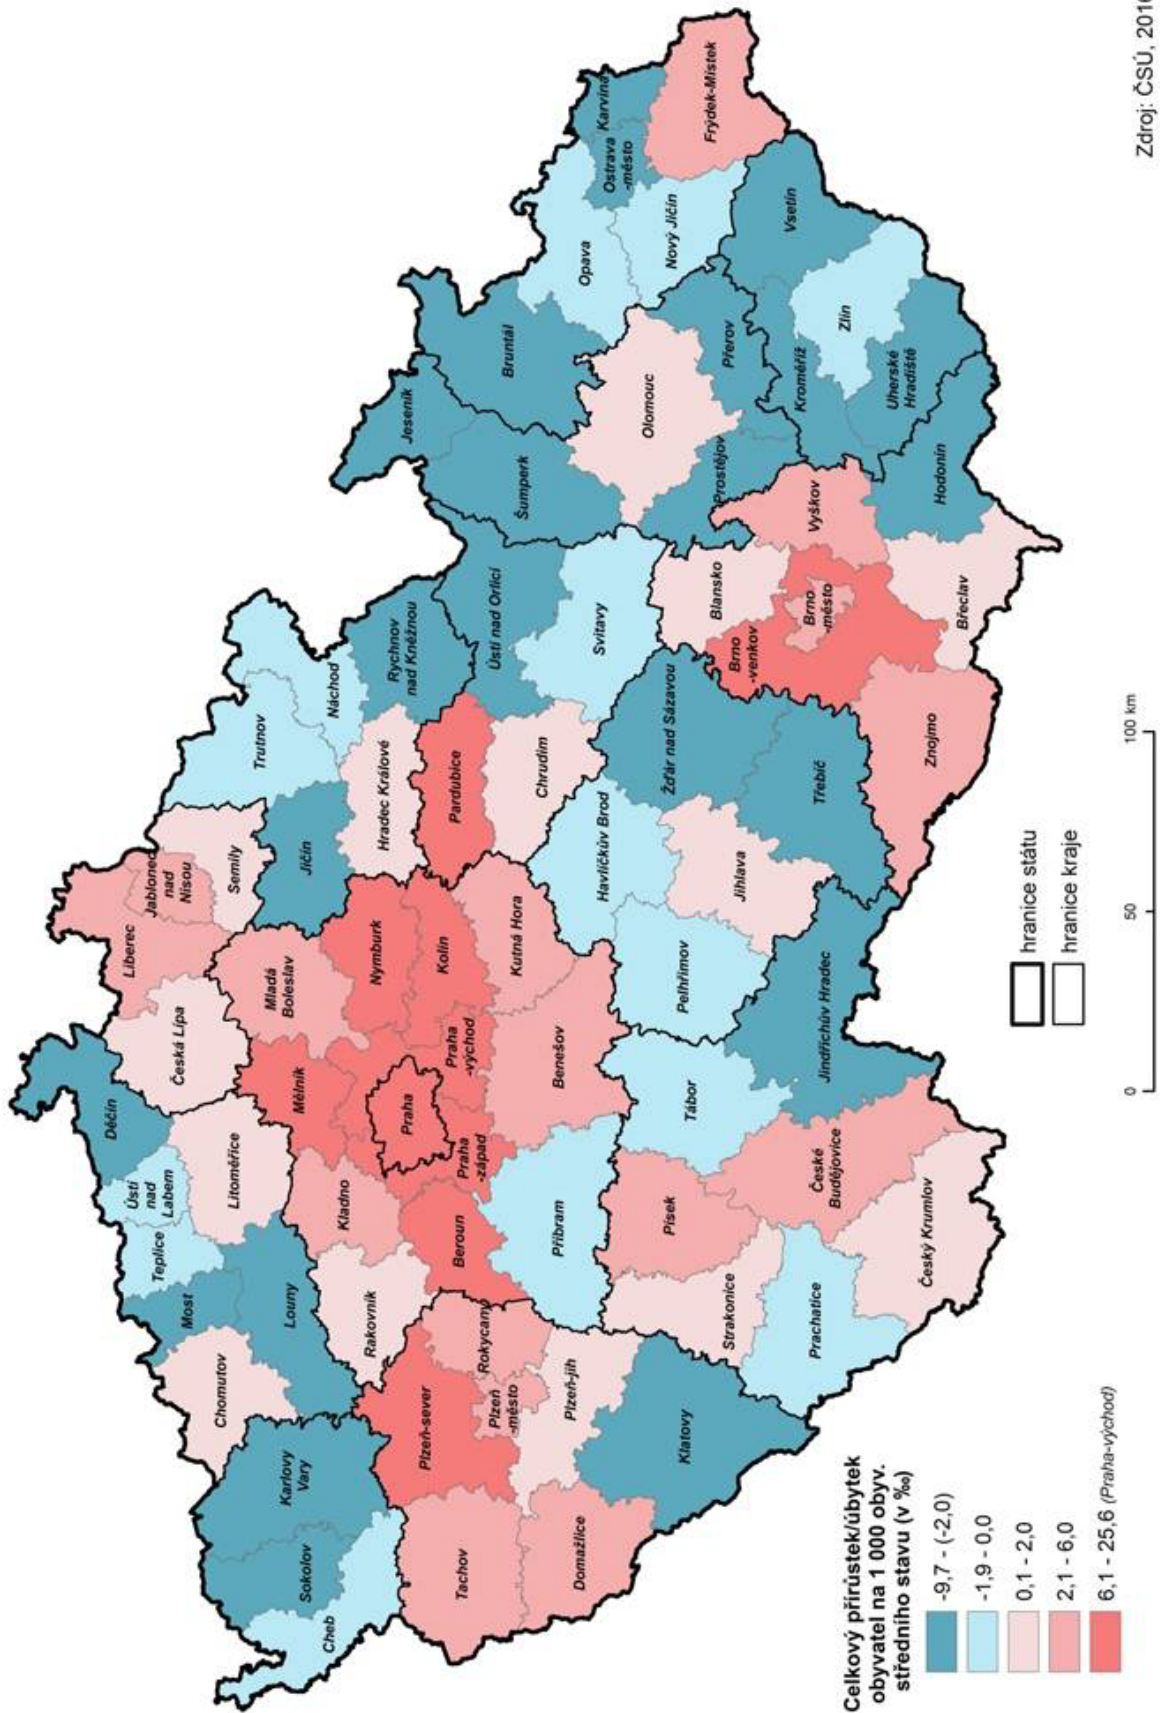 Děčín
Liberec
Jablonec
nad
Nisou
Ústí
nad
Labem
Česká Lípa
Semily
Trutnov
Teplice
Litoměřice
Most
Mladá
Boleslav
Jičín
Náchod
Jeseník
Chomutov
Louny
Mělník
Kladno
Nymburk
Hradec Králové
Rychnov
nad Kněžnou
Karlovy
Vary
Sokolov
Cheb
Rakovník
Praha
Kolín
Pardubice
Ústí nad Orlicí
Šumperk
Bruntál
Plzeň-sever
Rokycany
Beroun
Praha
-západ
Praha
-východ
Kutná Hora
Chrudim
Opava
Ostrava
-město
Karviná
Tachov
Plzeň
-město
Plzeň-jih
Příbram
Benešov
Havlíčkův Brod
Svitavy
Olomouc
Nový Jičín
Frýdek-Místek
Domažlice
Klatovy
Strakonice
Písek
Tábor
Pelhřimov
Žďár nad Sázavou
Blansko
Prostějov
Přerov
Vsetín
Jihlava
Brno
-venkov
Brno
-město
Vyškov
Kroměříž
Zlín
Prachatice
České
Budějovice
Jindřichův Hradec
Třebíč
Uherské
Hradiště
Český Krumlov
Znojmo
Břeclav
Hodonín
Celkový přírůstek/úbytek
obyvatel na 1 000 obyv.
středního stavu (v ‰)
-9,7 - (-2,0)
-1,9 - 0,0
0,1 - 2,0
2,1 - 6,0
6,1 - 25,6 (Praha-východ)
hranice státu
hranice kraje
0 50 100 km
Zdroj: ČSÚ, 2016